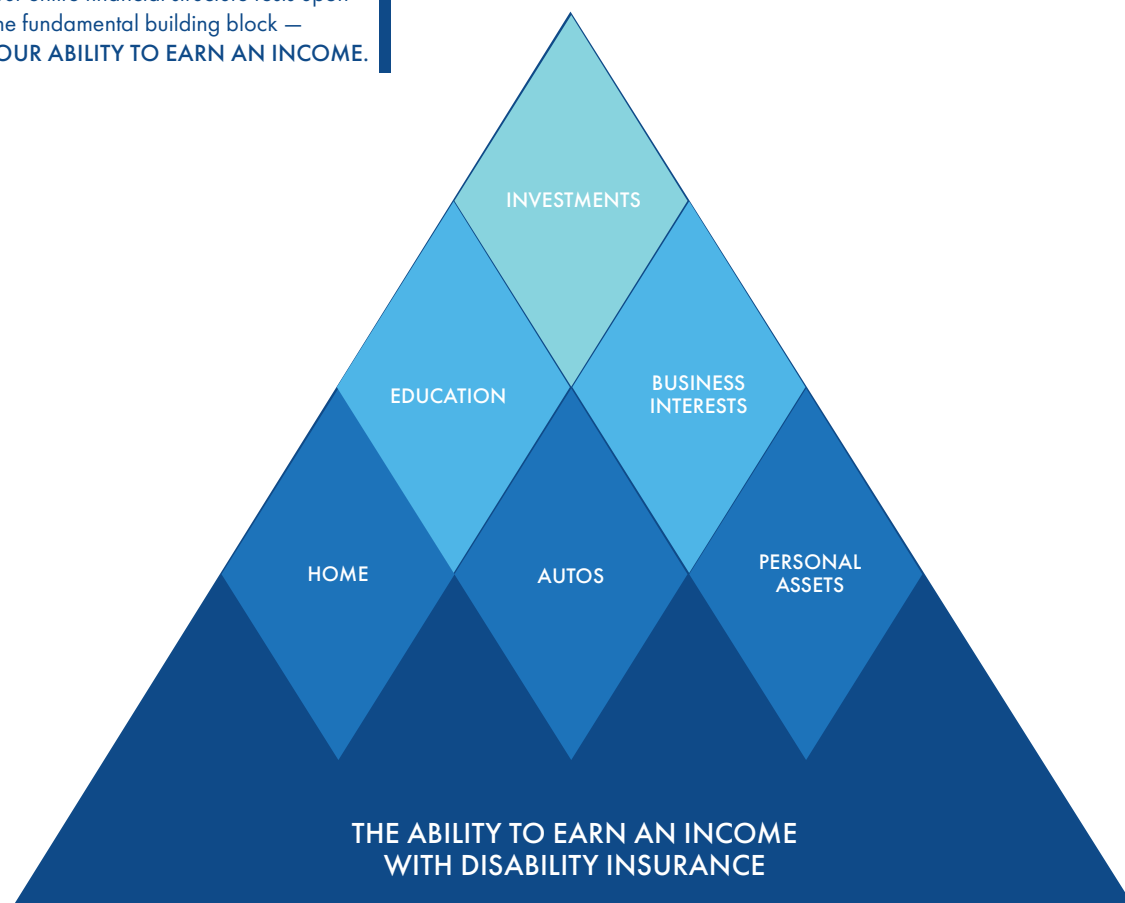 the fundamental building block —
YOUR ABILITY TO EARN AN INCOME.
INVESTMENTS
EDUCATION
BUSINESS
INTERESTS
HOME
AUTOS
PERSONAL
ASSETS
THE ABILITY TO EARN AN INCOME
WITH DISABILITY INSURANCE